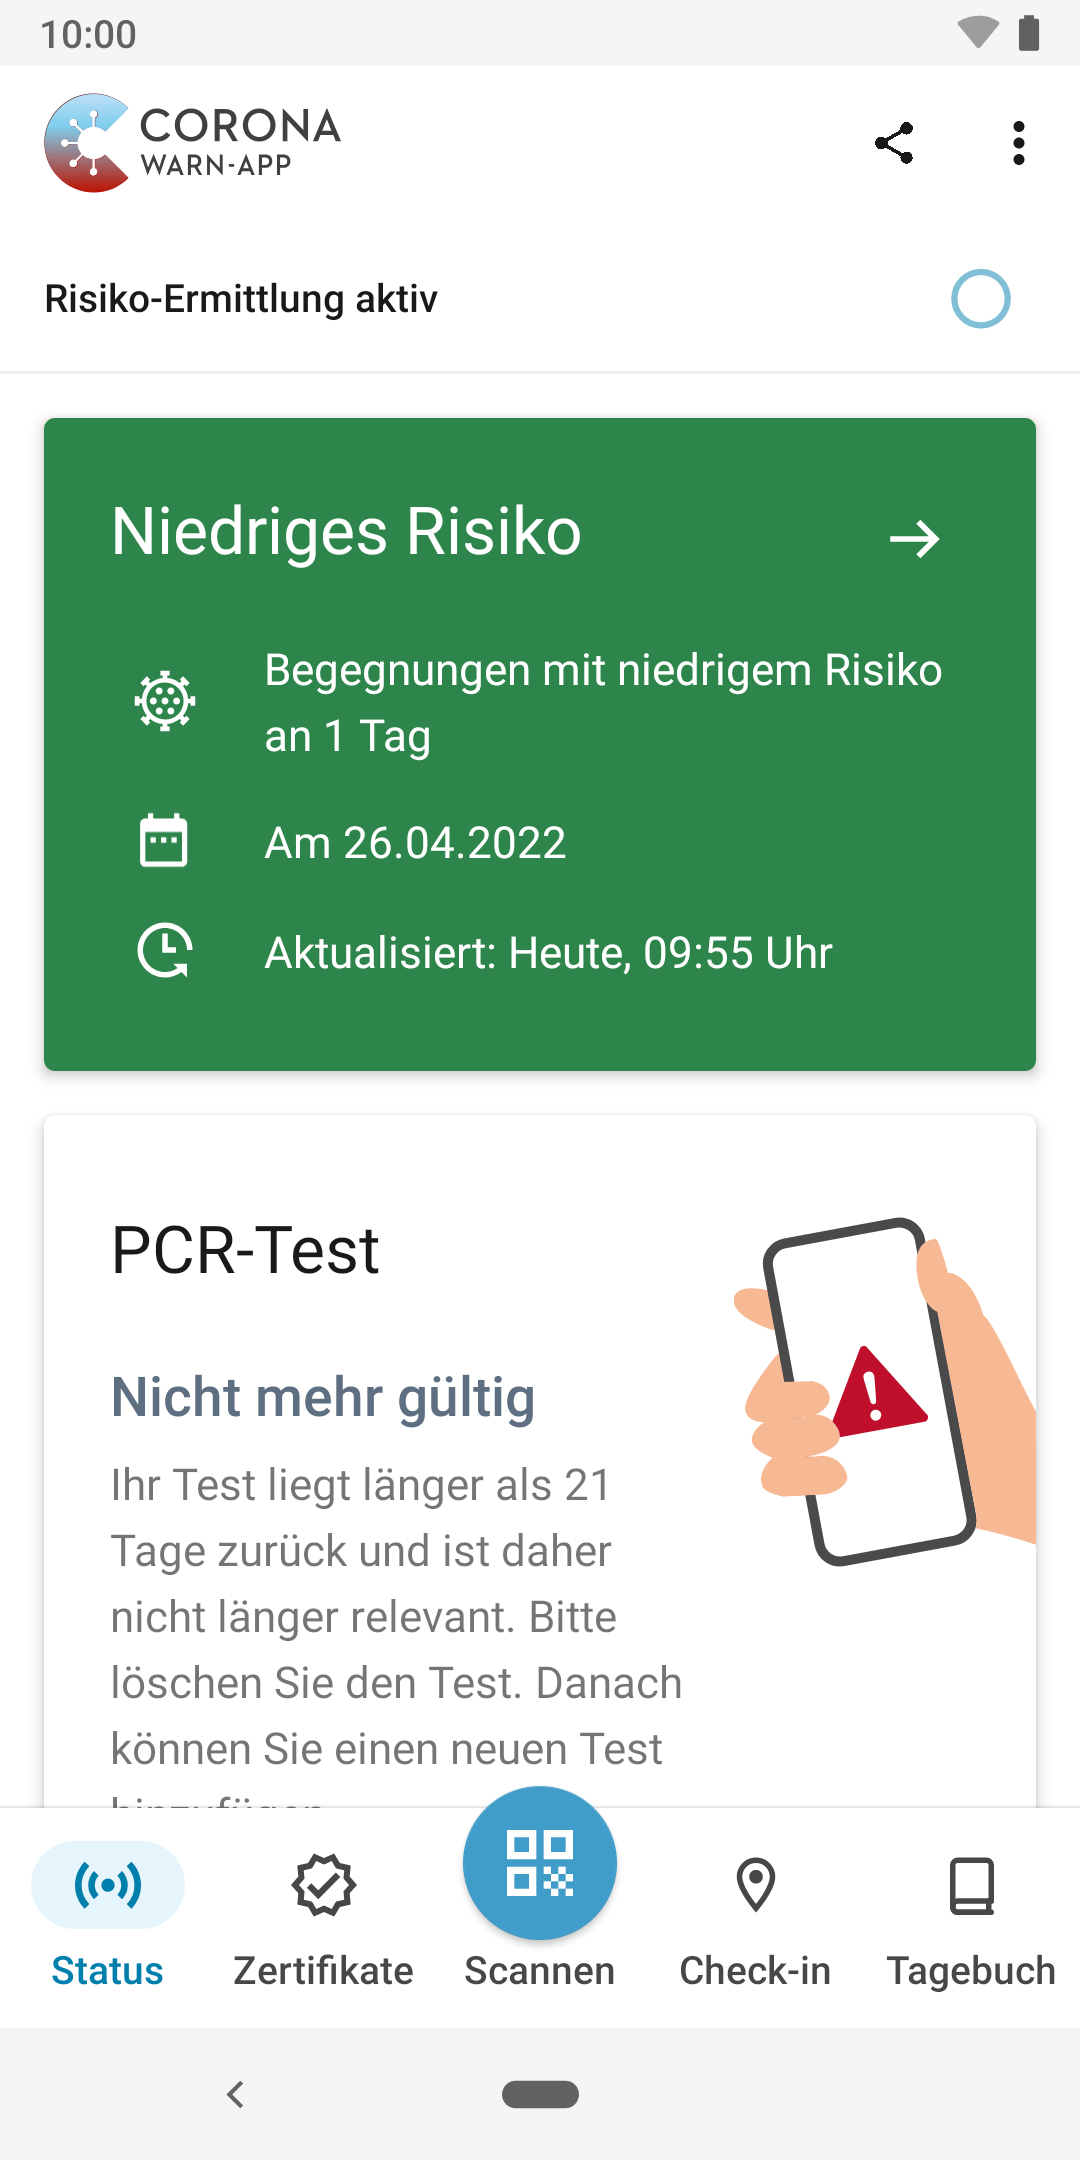 10:00
CORONA
WARN-APP
Risiko-Ermittlung aktiv
Niedriges Risiko
Begegnungen mit niedrigem Risiko
an 1 Tag
Am 26.04.2022
Aktualisiert: Heute, 09:55 Uhr
PCR-Test
Nicht mehr gültig
Ihr Test liegt länger als 21
Tage zurück und ist daher
nicht länger relevant. Bitte
löschen Sie den Test. Danach
können Sie einen neuen Test
Status
Zertifikate
Scannen
Check-in
Tagebuch